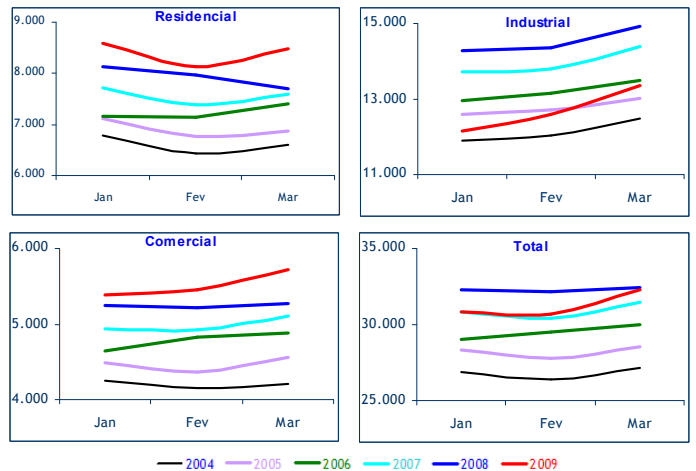 Residencial
9.000
8.000
7.000
6.000
Jan Fev Mar
Industrial
15.000
13.000
11.000
Jan Fev Mar
Comercial
6.000
5.000
4.000
Jan Fev Mar
Total
35.000
30.000
25.000
Jan Fev Mar
2004 2005 2006 2007 2008 2009